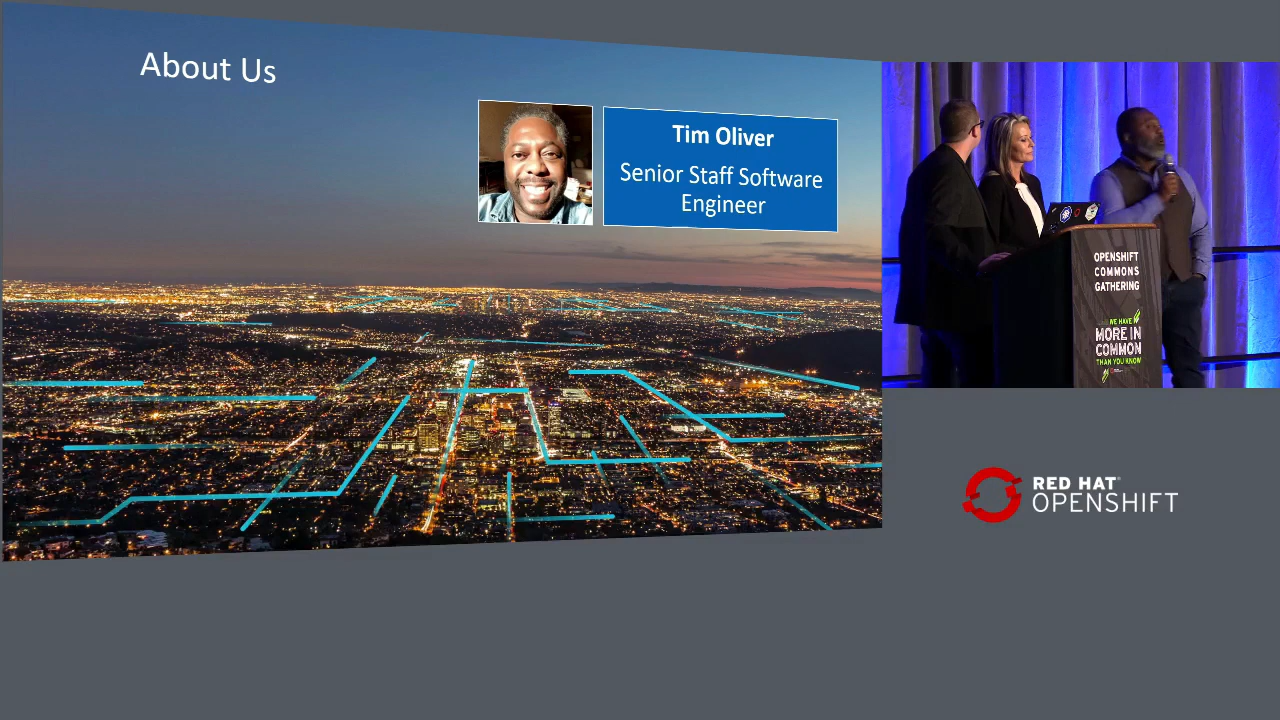 About Us
Tim Oliver
Senior Staff Software
Engineer
OPENSHIFT
COMMONS
GATHERING
WE HAVE
MORE IN
COMMON
THAN YOU KNOW
RED HAT®
OPENSHIFT